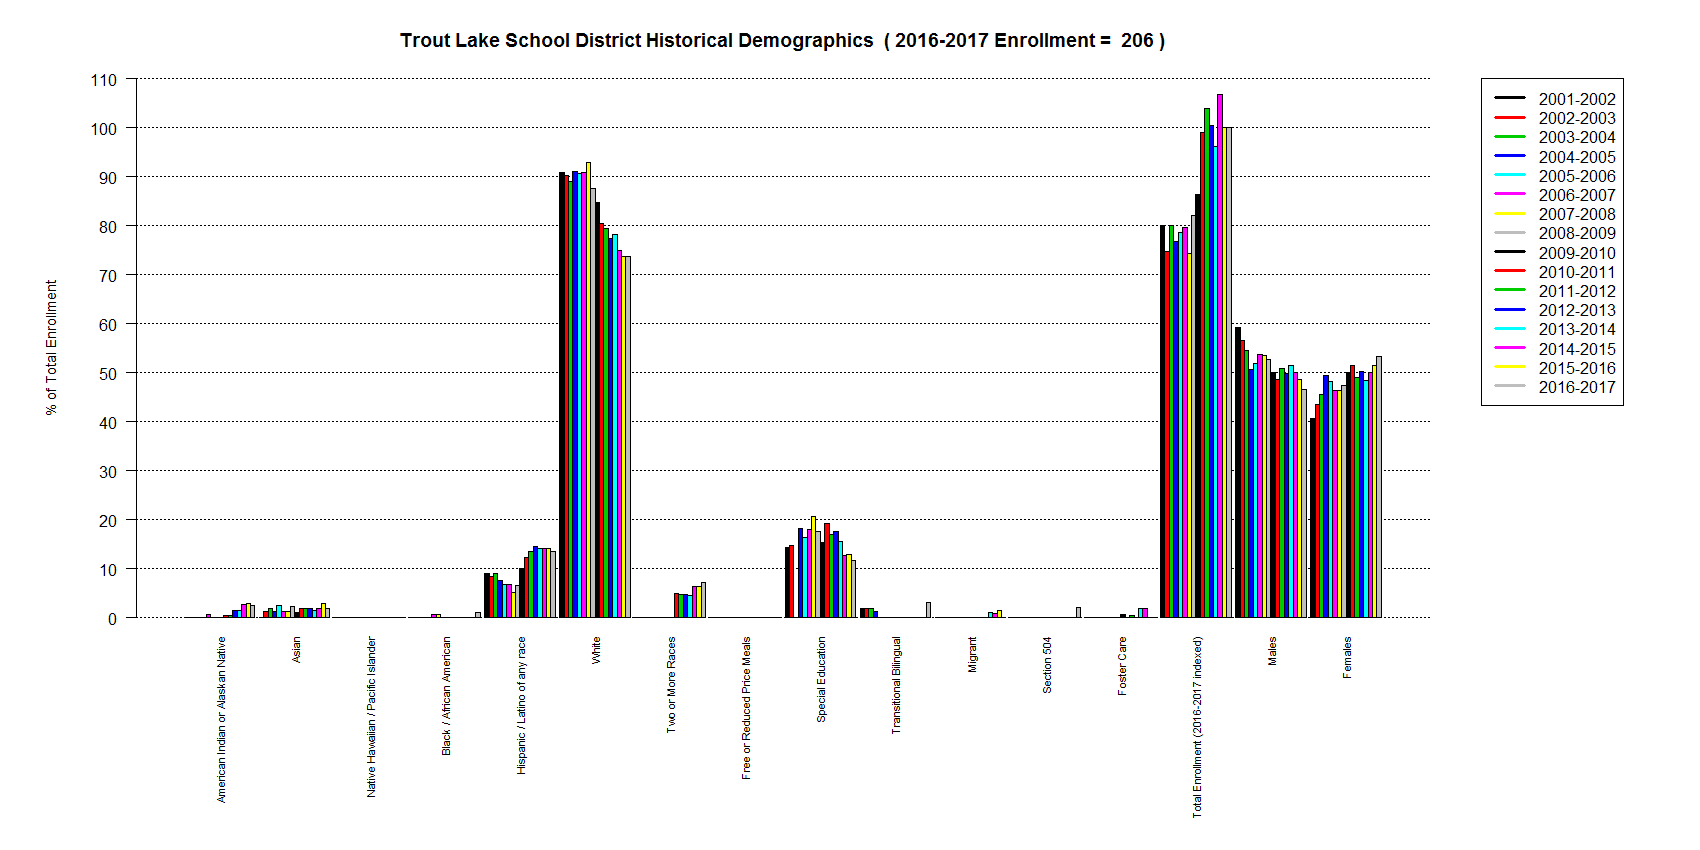 Trout Lake School District Historical Demographics  ( 2016-2017 Enrollment =  206 )
% of Total Enrollment
110
100
90
80
70
60
50
40
30
20
10
0
American Indian or Alaskan Native
Asian
Native Hawaiian / Pacific Islander
Black / African American
Hispanic / Latino of any race
White
Two or More Races
Free or Reduced Price Meals
Special Education
Transitional Bilingual
Migrant
Section 504
Foster Care
Total Enrollment (2016-2017 indexed)
Males
Females
2001-2002
2002-2003
2003-2004
2004-2005
2005-2006
2006-2007
2007-2008
2008-2009
2009-2010
2010-2011
2011-2012
2012-2013
2013-2014
2014-2015
2015-2016
2016-2017